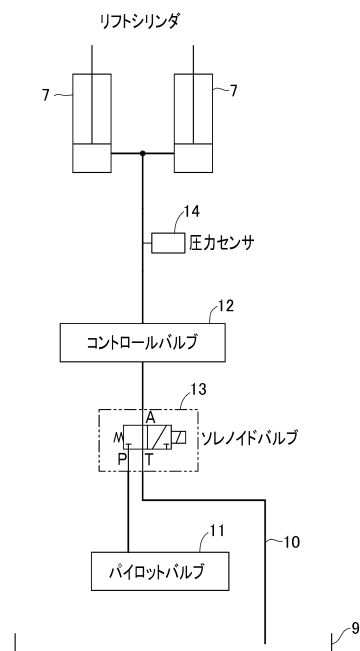 リフトシリンダ
7
7
14
圧力センサ
12
コントロールバルブ
13
A
ソレノイドバルブ
P
T
11
パイロットバルブ
10
9